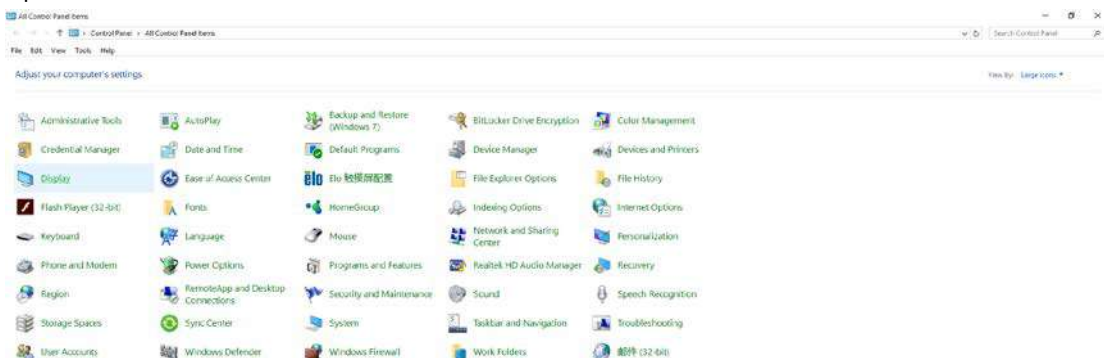 All Control Panel Items
Control Panel › All Control Panel Items
Search Control Panel
File Edit View Tools Help
Adjust your computer's settings
View by: Large icons
Administrative Tools
AutoPlay
Backup and Restore
(Windows 7)
BitLocker Drive Encryption
Color Management
Credential Manager
Date and Time
Default Programs
Device Manager
Devices and Printers
Display
Ease of Access Center
elo
Elo 触摸屏配置
File Explorer Options
File History
Flash Player (32-bit)
Fonts
HomeGroup
Indexing Options
Internet Options
Keyboard
Language
Mouse
Network and Sharing
Center
Personalization
Phone and Modem
Power Options
Programs and Features
Realtek HD Audio Manager
Recovery
Region
RemoteApp and Desktop
Connections
Security and Maintenance
Sound
Speech Recognition
Storage Spaces
Sync Center
System
Taskbar and Navigation
Troubleshooting
User Accounts
Windows Defender
Windows Firewall
Work Folders
邮件 (32-bit)